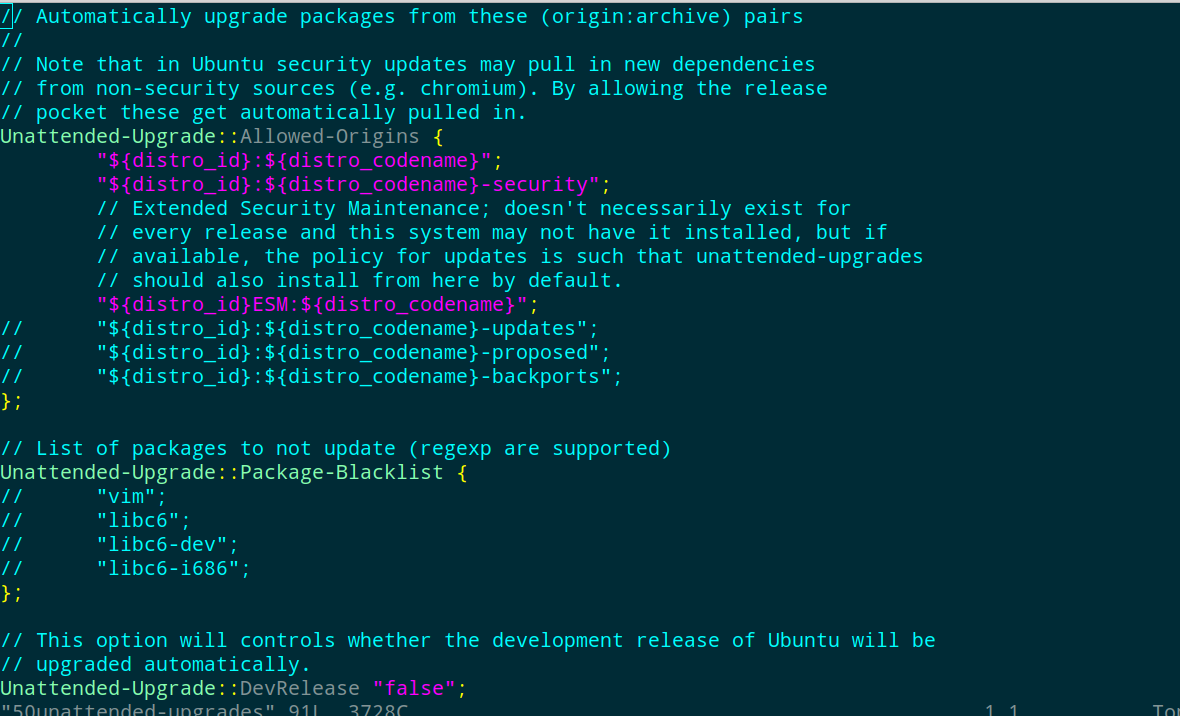 // Automatically upgrade packages from these (origin:archive) pairs
//
// Note that in Ubuntu security updates may pull in new dependencies
// from non-security sources (e.g. chromium). By allowing the release
// pocket these get automatically pulled in.
Unattended-Upgrade::Allowed-Origins {
        "${distro_id}:${distro_codename}";
        "${distro_id}:${distro_codename}-security";
        // Extended Security Maintenance; doesn't necessarily exist for
        // every release and this system may not have it installed, but if
        // available, the policy for updates is such that unattended-upgrades
        // should also install from here by default.
        "${distro_id}ESM:${distro_codename}";
//      "${distro_id}:${distro_codename}-updates";
//      "${distro_id}:${distro_codename}-proposed";
//      "${distro_id}:${distro_codename}-backports";
};

// List of packages to not update (regexp are supported)
Unattended-Upgrade::Package-Blacklist {
//      "vim";
//      "libc6";
//      "libc6-dev";
//      "libc6-i686";
};

// This option will controls whether the development release of Ubuntu will be
// upgraded automatically.
Unattended-Upgrade::DevRelease "false";
"50unattended-upgrades" 91L, 3728C 1,1